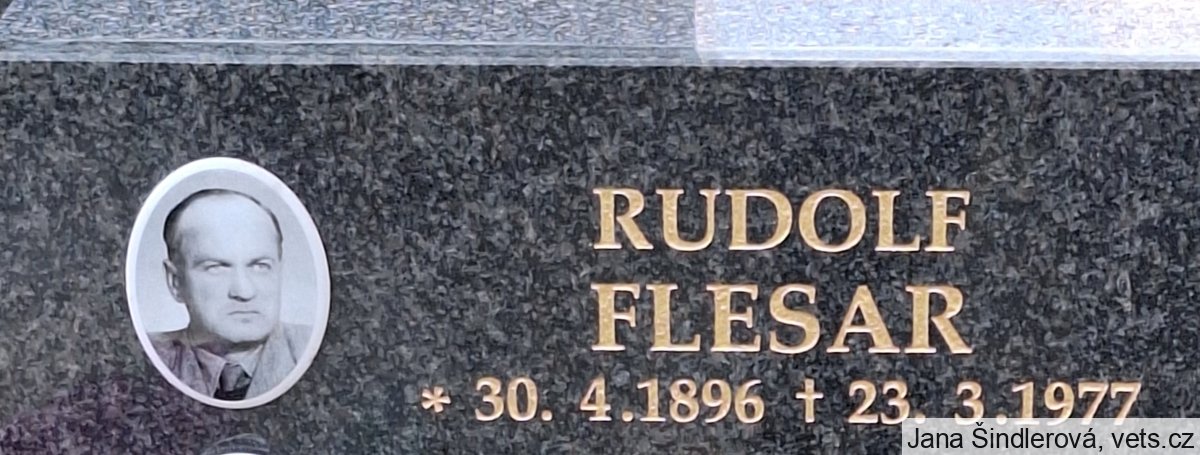 RUDOLF
FLESAR
* 30. 4.1896 † 23. 3.1977
Jana Šindlerová, vets.cz